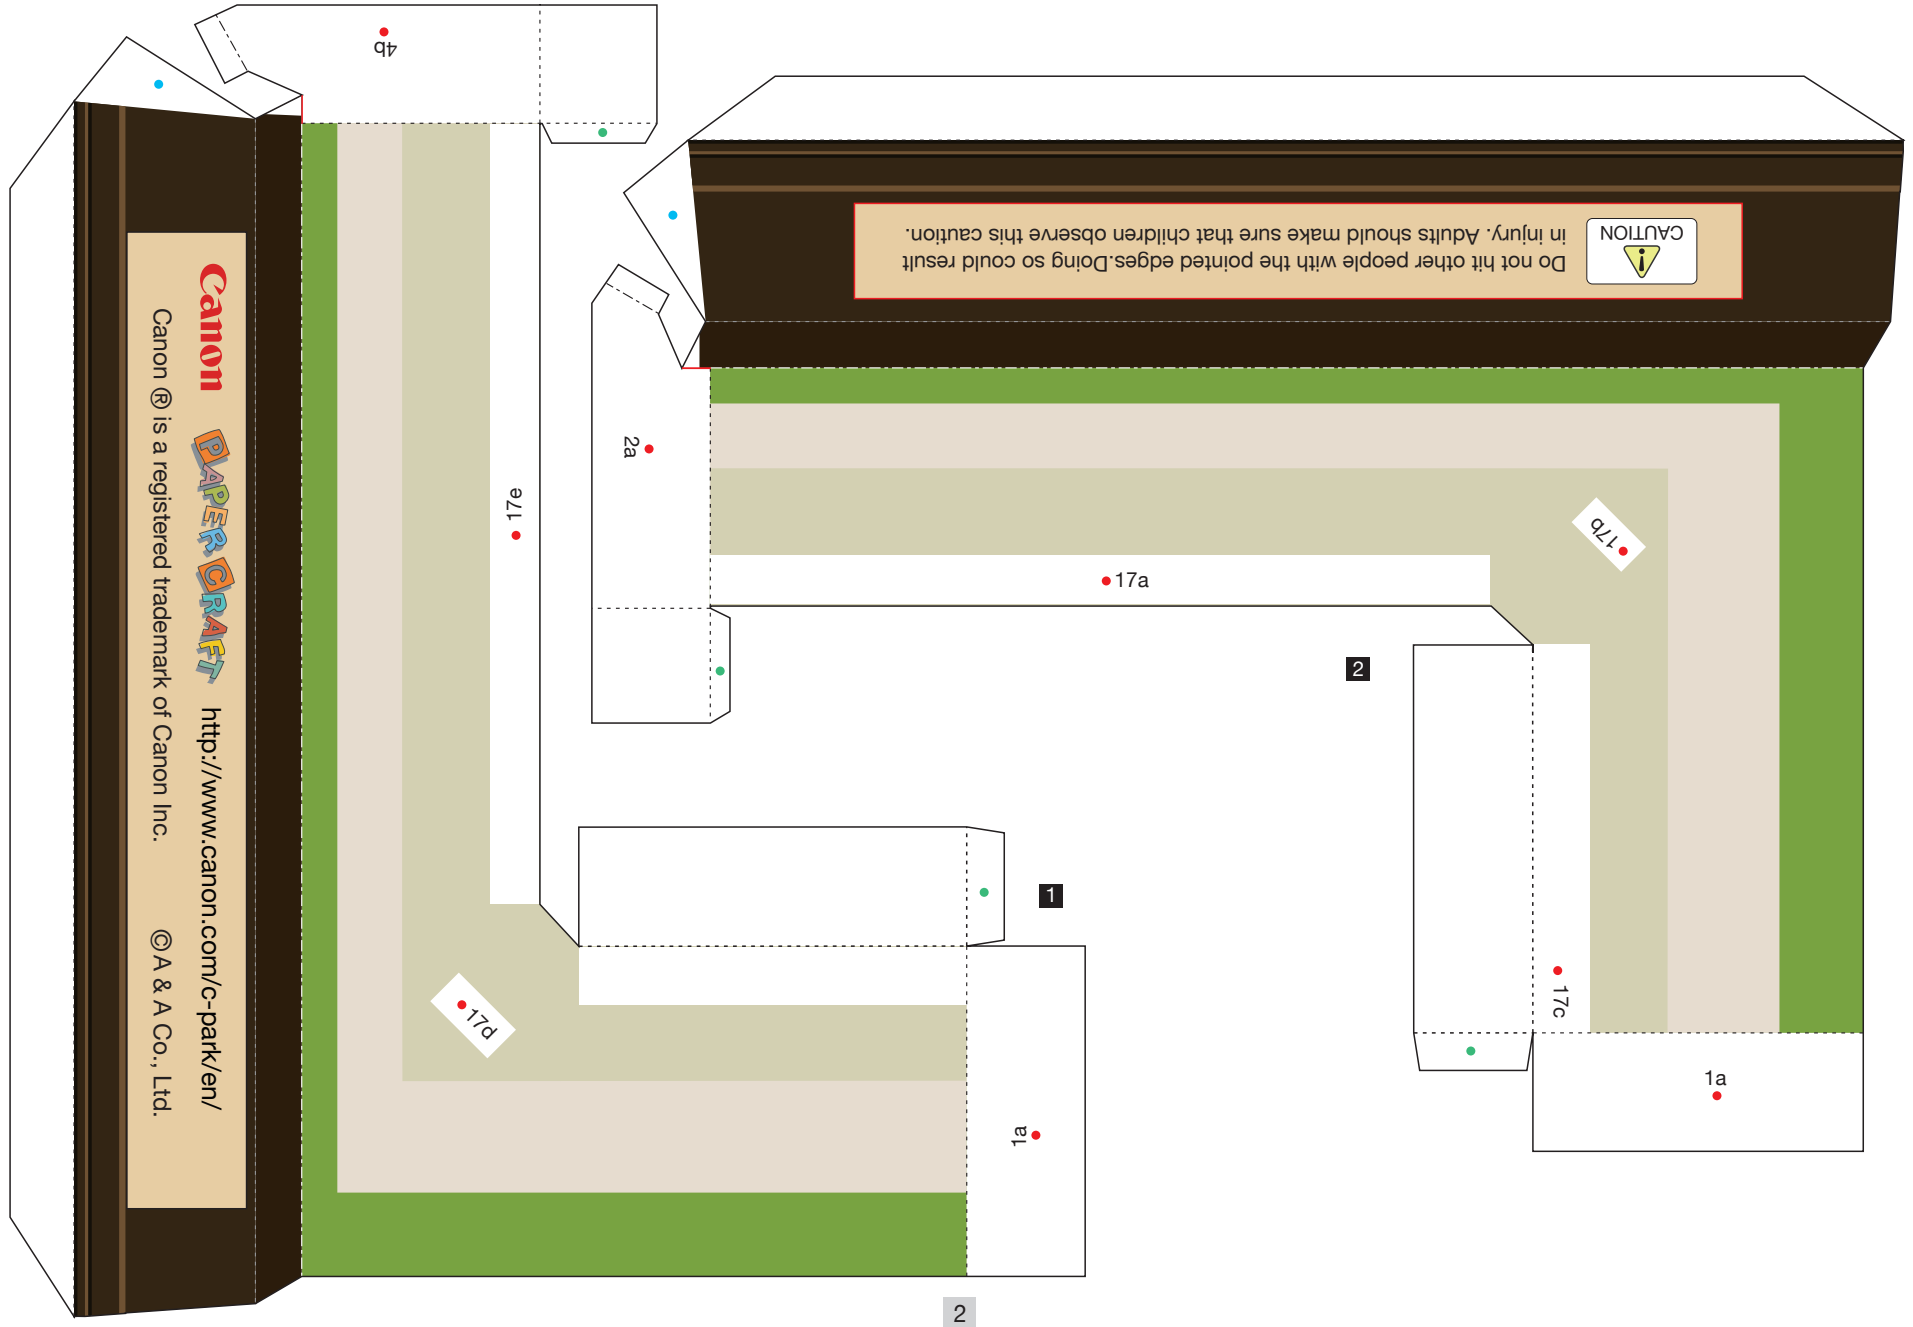 4b
Canon PAPER CRAFT http://www.canon.com/c-park/en/
Canon ® is a registered trademark of Canon Inc. © A & A Co., Ltd.
17e
17d
1a
1
CAUTION
Do not hit other people with the pointed edges.Doing so could result
in injury. Adults should make sure that children observe this caution.
2a
17b
17a
2
17c
1a
2